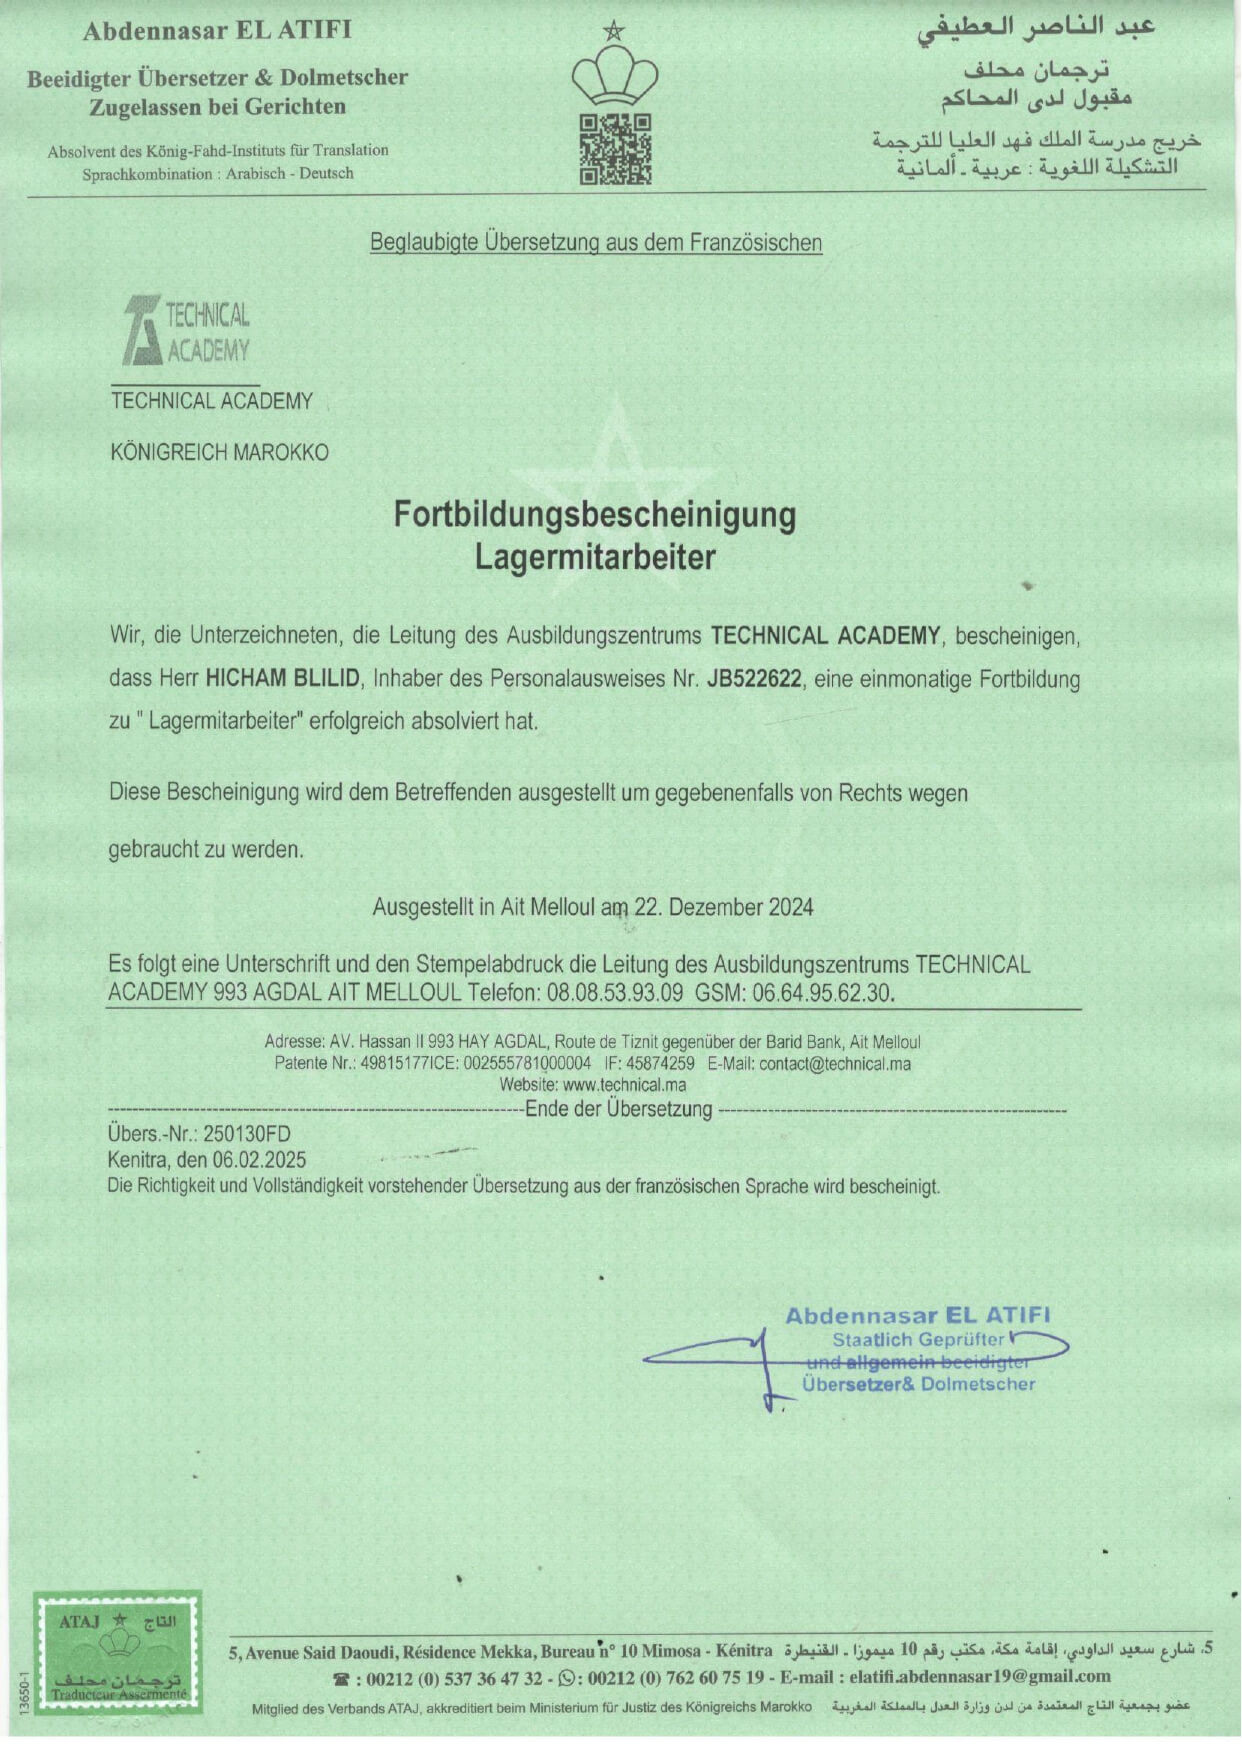 Abdennasar EL ATIFI
Beeidigter Übersetzer & Dolmetscher
Zugelassen bei Gerichten
Absolvent des König-Fahd-Instituts für Translation
Sprachkombination : Arabisch - Deutsch
عبد الناصر العطيفي
ترجمان محلف
مقبول لدى المحاكم
خريج مدرسة الملك فهد العليا للترجمة
التشكيلة اللغوية : عربية - ألمانية
Beglaubigte Übersetzung aus dem Französischen
TECHNICAL
ACADEMY
TECHNICAL ACADEMY
KÖNIGREICH MAROKKO
Fortbildungsbescheinigung
Lagermitarbeiter
Wir, die Unterzeichneten, die Leitung des Ausbildungszentrums TECHNICAL ACADEMY, bescheinigen,
dass Herr HICHAM BLILID, Inhaber des Personalausweises Nr. JB522622, eine einmonatige Fortbildung
zu " Lagermitarbeiter" erfolgreich absolviert hat.
Diese Bescheinigung wird dem Betreffenden ausgestellt um gegebenenfalls von Rechts wegen
gebraucht zu werden.
Ausgestellt in Ait Melloul am 22. Dezember 2024
Es folgt eine Unterschrift und den Stempelabdruck die Leitung des Ausbildungszentrums TECHNICAL
ACADEMY 993 AGDAL AIT MELLOUL Telefon: 08.08.53.93.09 GSM: 06.64.95.62.30.
Adresse: AV. Hassan II 993 HAY AGDAL, Route de Tiznit gegenüber der Barid Bank, Ait Melloul
Patente Nr.: 49815177ICE: 002555781000004 IF: 45874259 E-Mail: contact@technical.ma
Website: www.technical.ma
Ende der Übersetzung
Übers.-Nr.: 250130FD
Kenitra, den 06.02.2025
Die Richtigkeit und Vollständigkeit vorstehender Übersetzung aus der französischen Sprache wird bescheinigt.
Abdennasar EL ATIFI
Staatlich Geprüfter
und allgemein beeidigter
Übersetzer& Dolmetscher
ATAJ التاج
ترجمان محلف
Traducteur Assermenté
13650-1
5, Avenue Said Daoudi, Résidence Mekka, Bureau n° 10 Mimosa - Kénitra 5، شارع سعيد الداودي، إقامة مكة، مكتب رقم 10 ميموزا - القنيطرة
☎ : 00212 (0) 537 36 47 32 - : 00212 (0) 762 60 75 19 - E-mail : elatifi.abdennasar19@gmail.com
Mitglied des Verbands ATAJ, akkreditiert beim Ministerium für Justiz des Königreichs Marokko عضو بجمعية التاج المعتمدة من لدن وزارة العدل بالمملكة المغربية